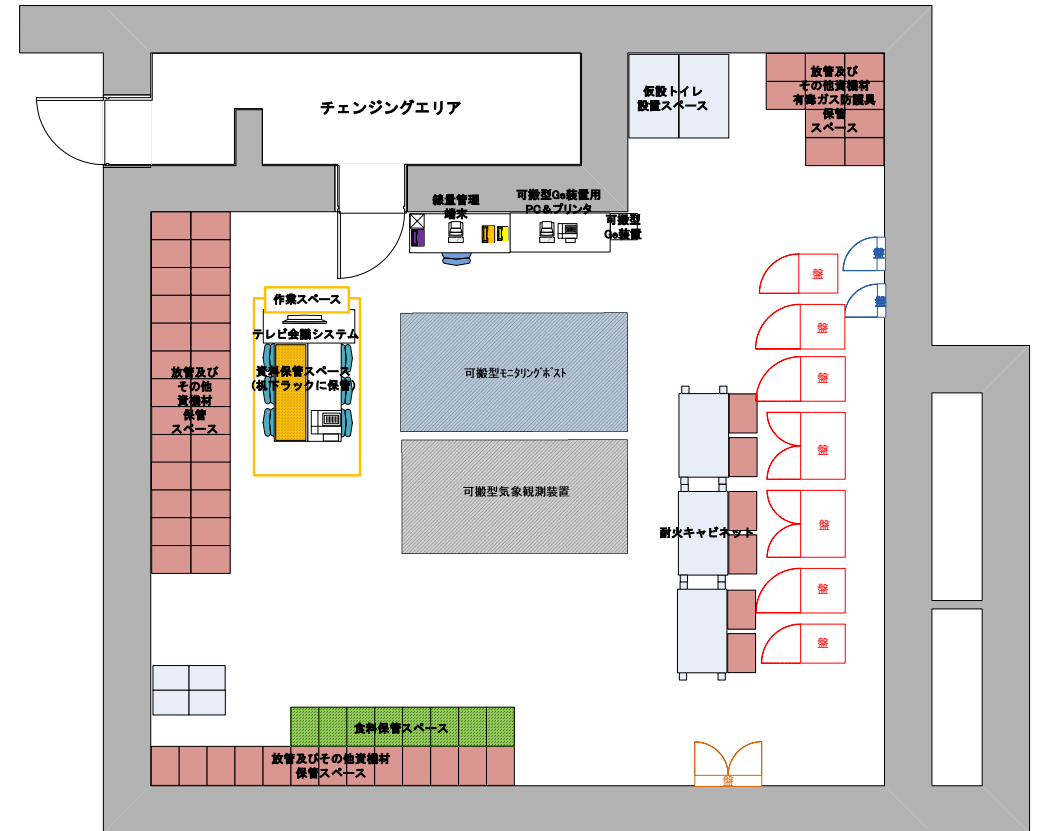 チェンジングエリア
仮設トイレ
設置スペース
放管及び
その他資機材
有毒ガス防護具
保管
スペース
線量管理
端末
可搬型Ge装置用
PC&プリンタ
可搬型
Ge装置
盤
盤
盤
作業スペース
テレビ会議システム
資料保管スペース
(机下ラックに保管)
放管及び
その他
資機材
保管
スペース
可搬型ﾓﾆﾀﾘﾝｸﾞﾎﾟｽﾄ
盤
盤
盤
可搬型気象観測装置
耐火キャビネット
盤
盤
盤
食料保管スペース
放管及びその他資機材
保管スペース
盤